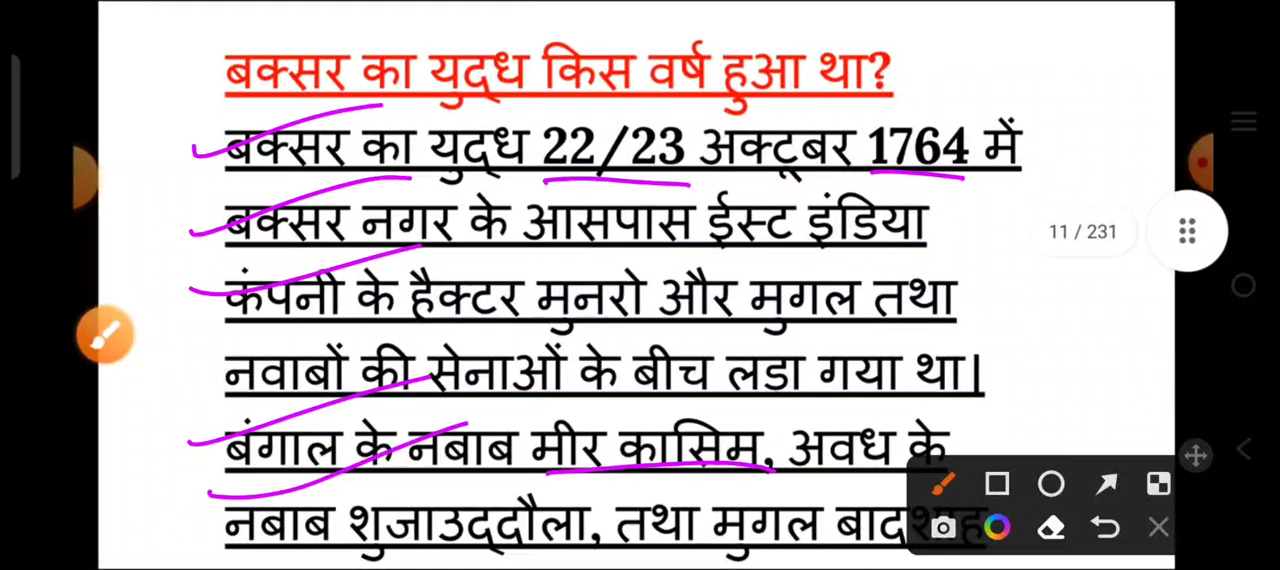 बक्सर का युद्ध किस वर्ष हुआ था?
बक्सर का युद्ध 22/23 अक्टूबर 1764 में
बक्सर नगर के आसपास ईस्ट इंडिया
11 / 231
कंपनी के हैक्टर मुनरो और मुगल तथा
नवाबों की सेनाओं के बीच लडा गया था|
बंगाल के नबाब मीर कासिम, अवध के
नबाब शुजाउद्दौला, तथा मुगल बादशाह